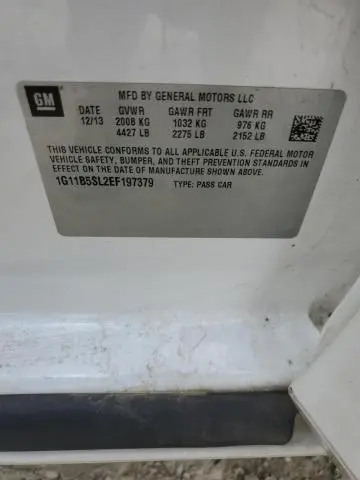 GM
MFD BY GENERAL MOTORS LLC
DATE GVWR GAWR FRT GAWR RR
12/13 2008 KG 1032 KG 976 KG
4427 LB 2275 LB 2152 LB
THIS VEHICLE CONFORMS TO ALL APPLICABLE U.S. FEDERAL MOTOR
VEHICLE SAFETY, BUMPER, AND THEFT PREVENTION STANDARDS IN
EFFECT ON THE DATE OF MANUFACTURE SHOWN ABOVE.
1G11B5SL2EF197379 TYPE: PASS CAR